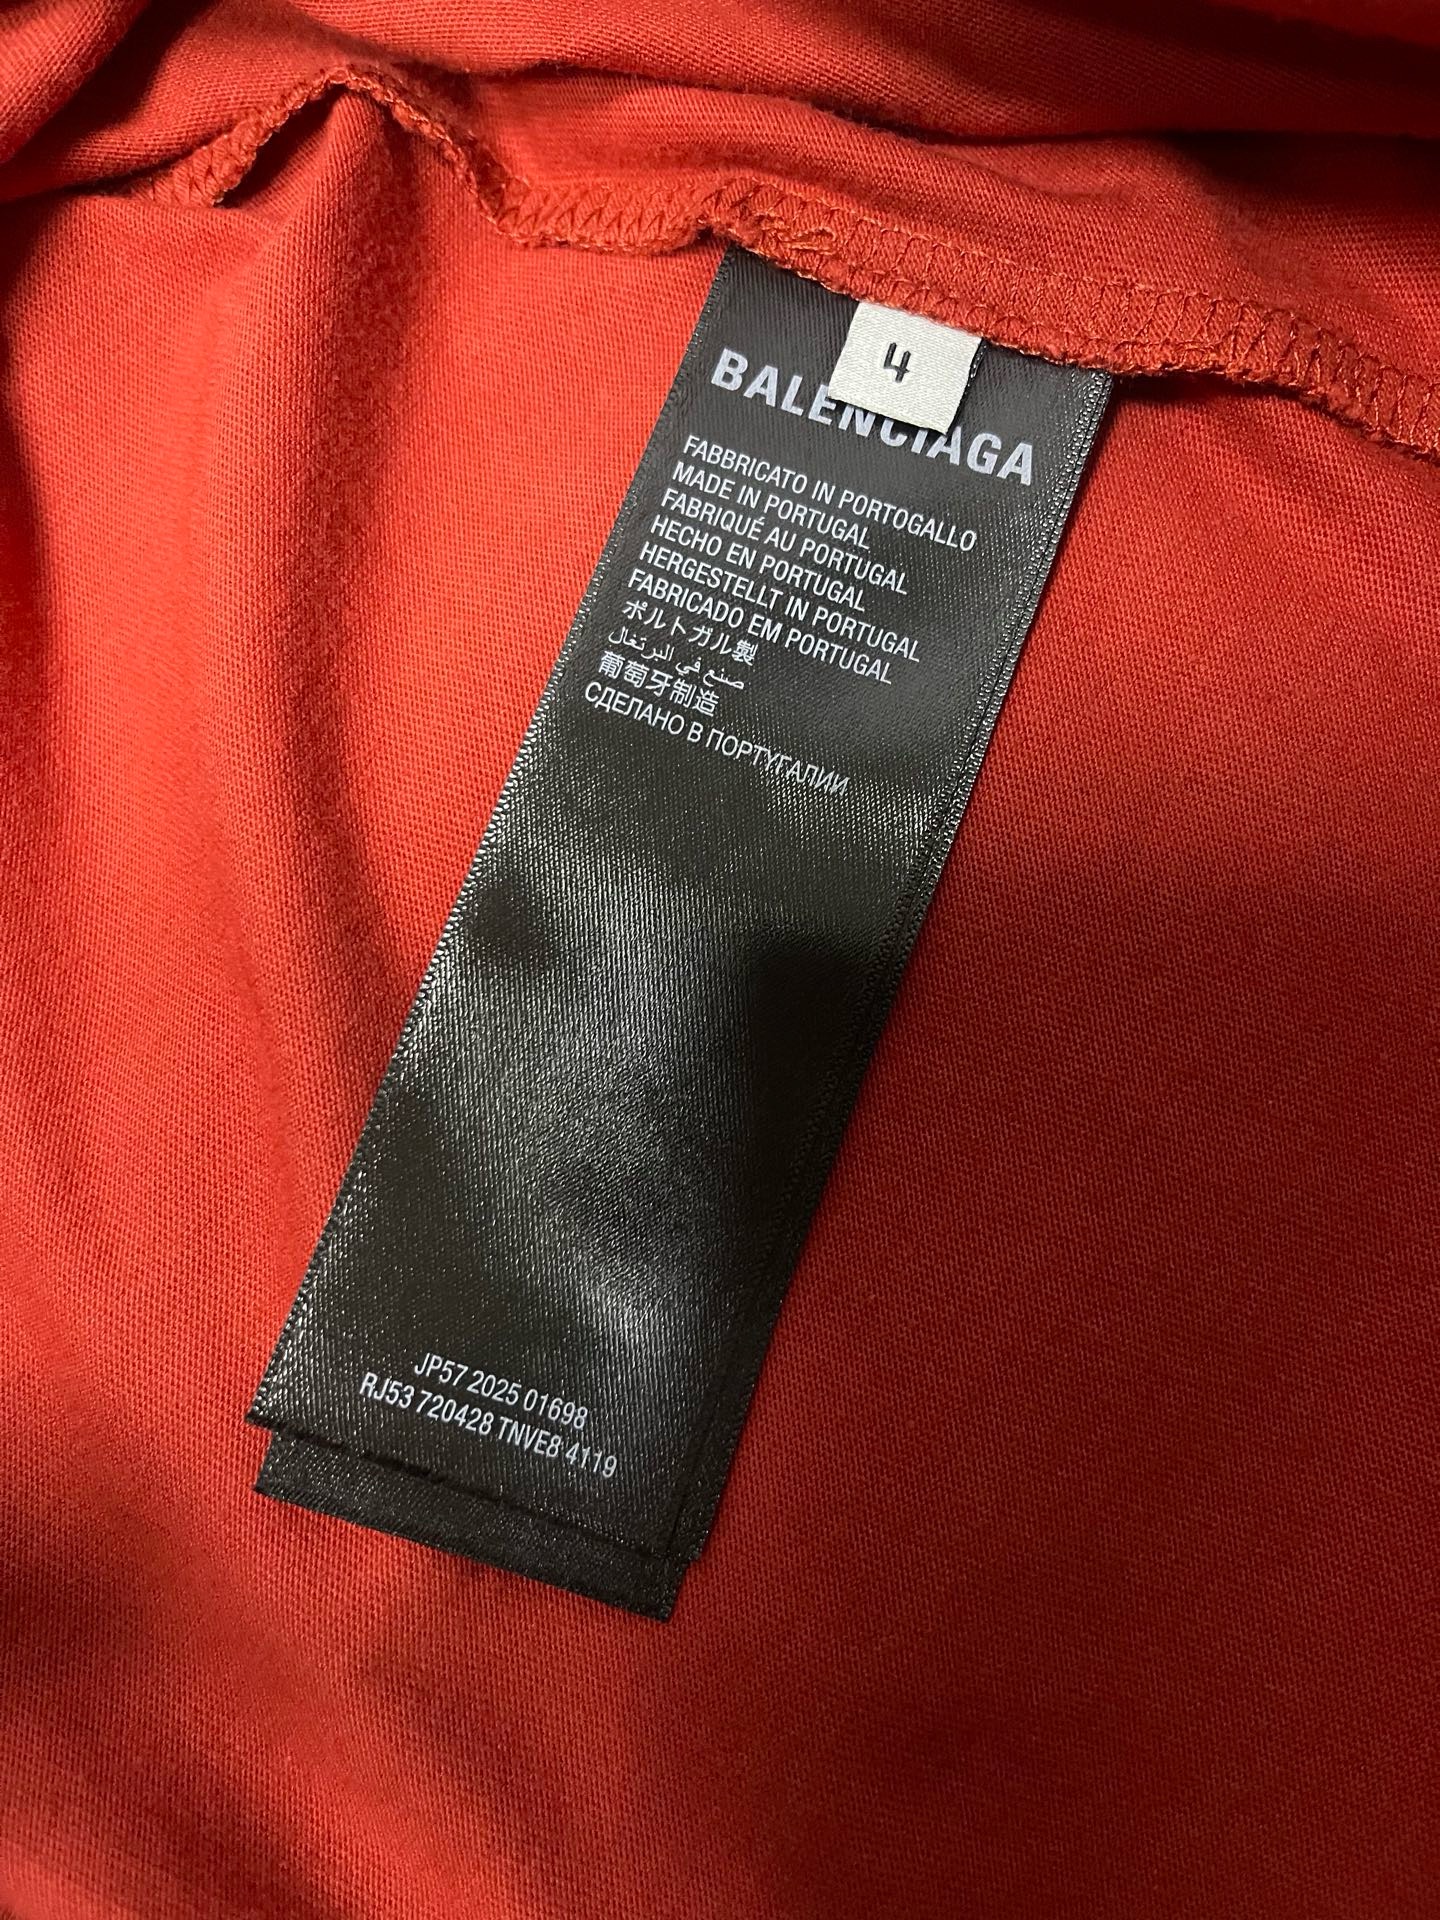 4
BALENCIAGA
FABBRICATO IN PORTOGALLO
MADE IN PORTUGAL
FABRIQUÉ AU PORTUGAL
HECHO EN PORTUGAL
HERGESTELLT IN PORTUGAL
FABRICADO EM PORTUGAL
ポルトガル製
صنع في البرتغال
葡萄牙制造
СДЕЛАНО В ПОРТУГАЛИИ
JP57 2025 01698
RJ53 720428 TNVE8 4119